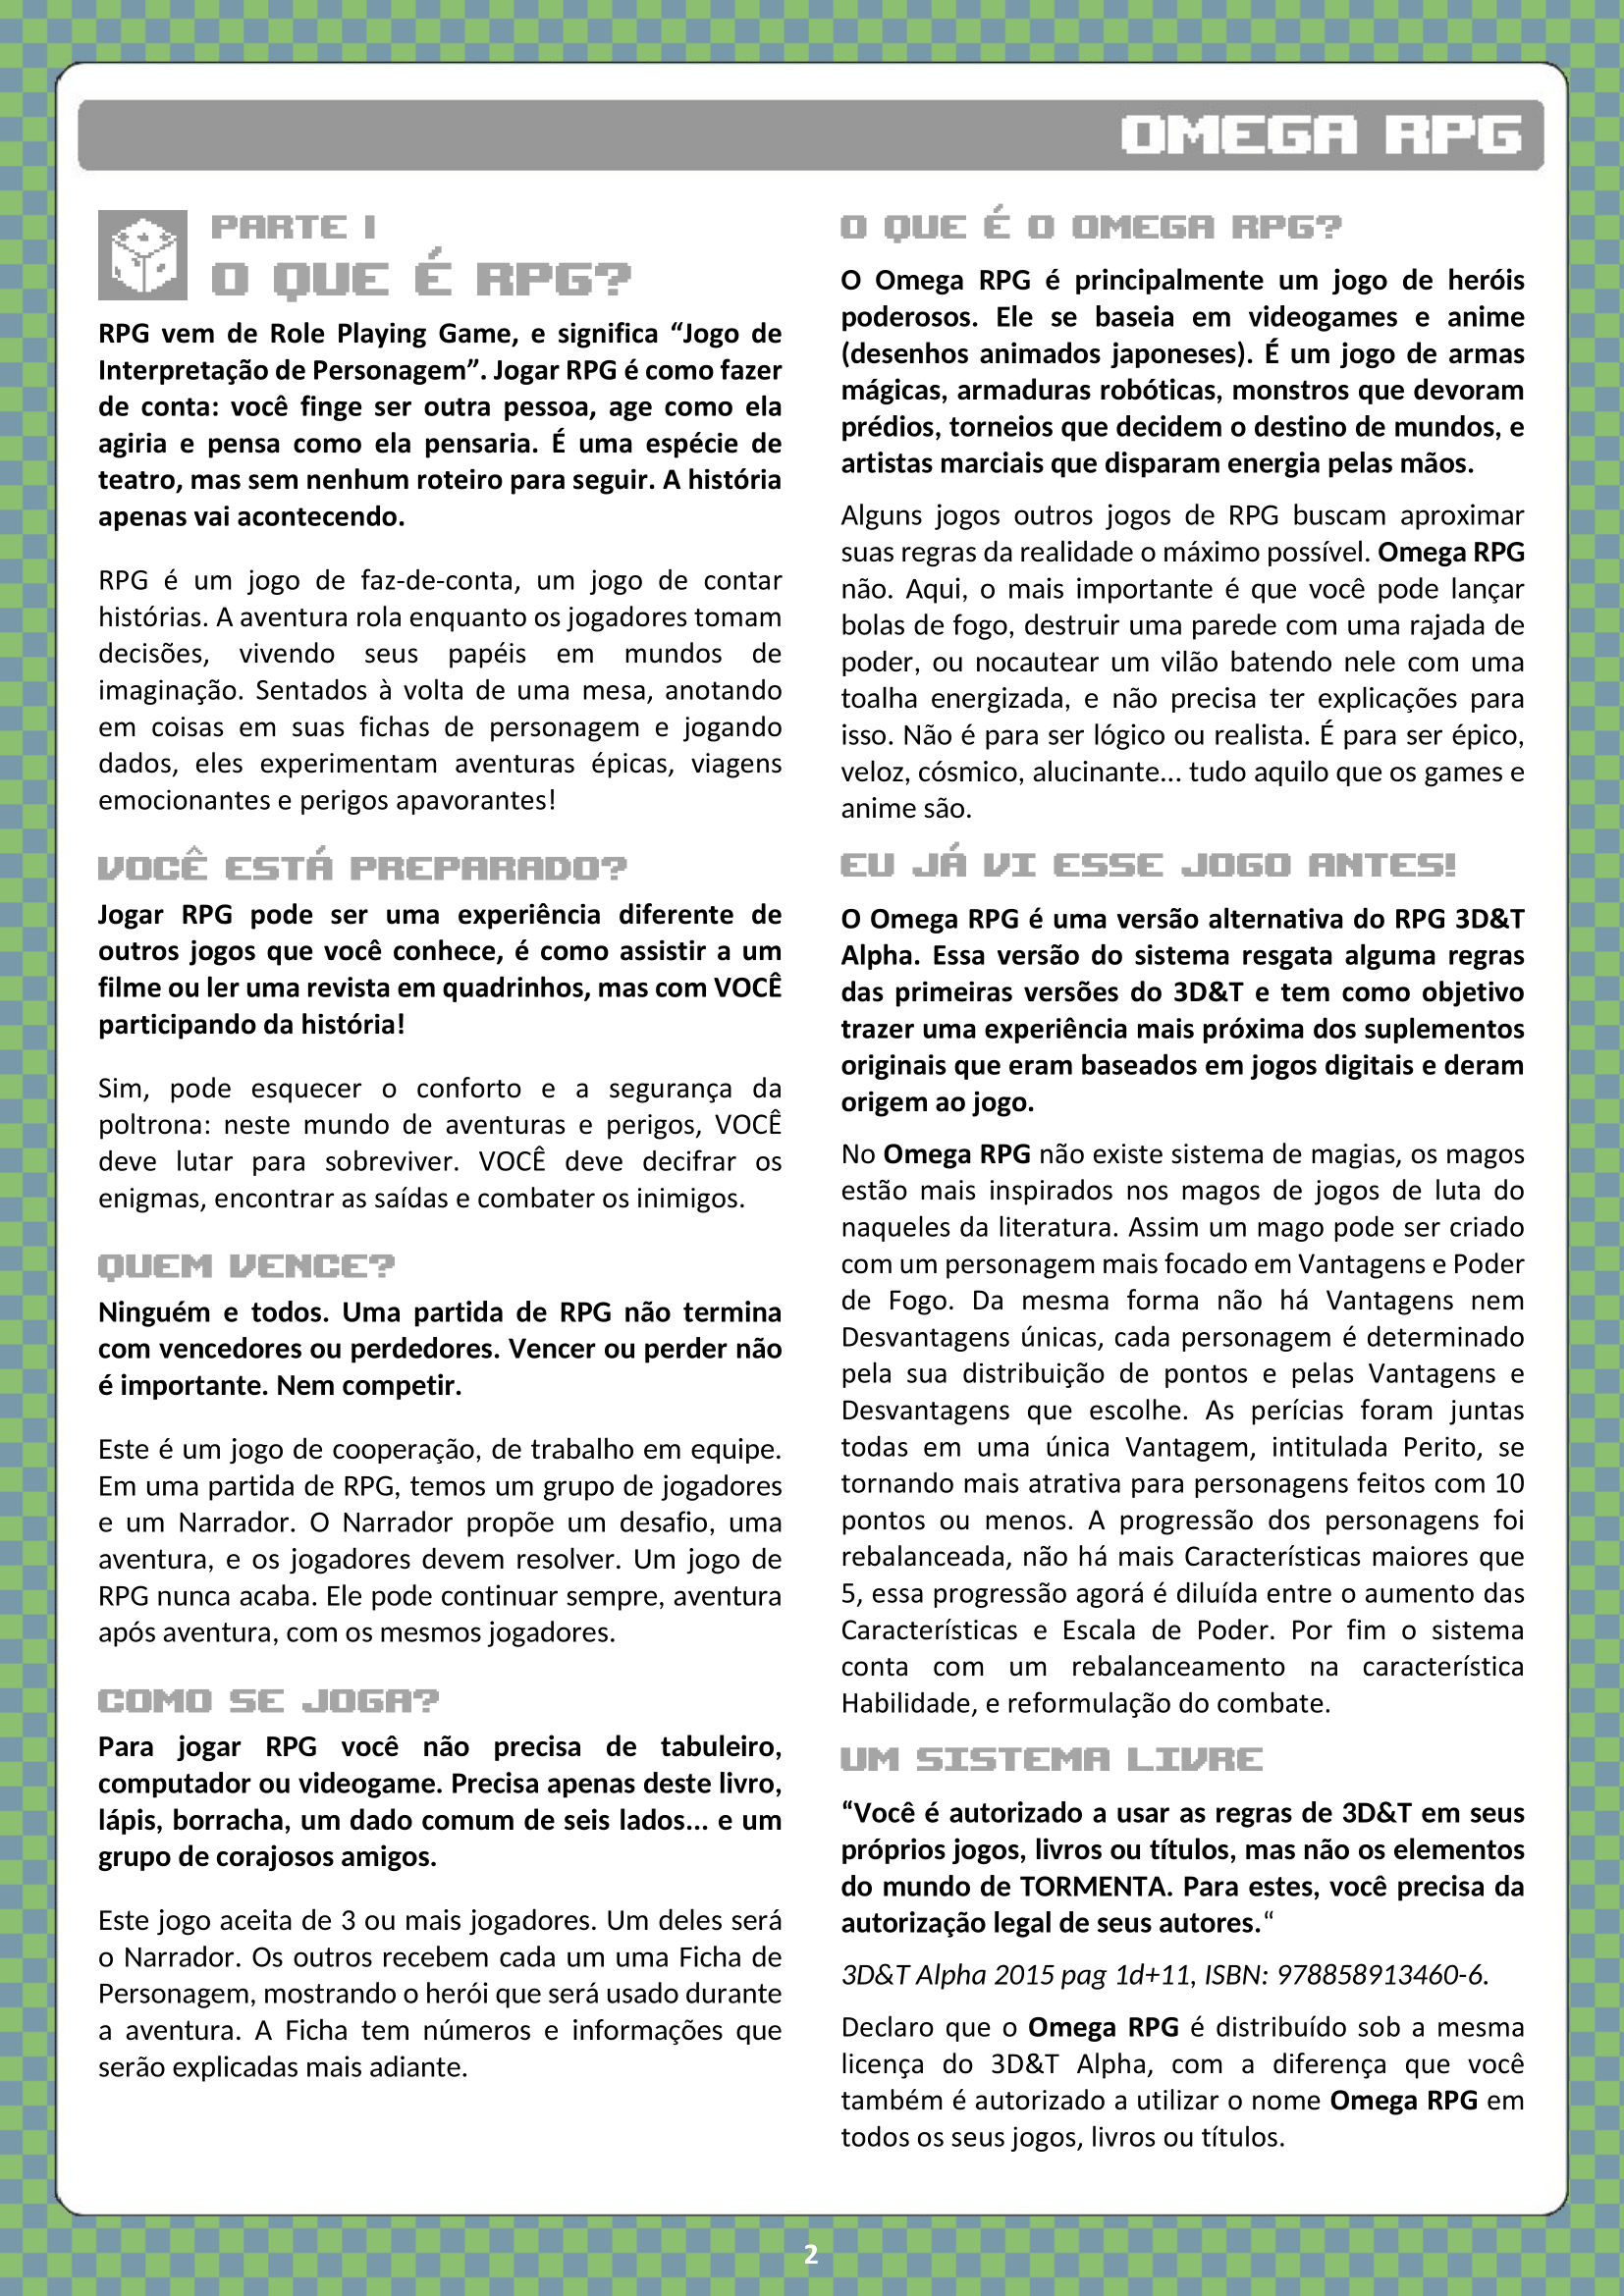 OMEGA RPG
PARTE I
O QUE É RPG?
RPG vem de Role Playing Game, e significa “Jogo de
Interpretação de Personagem”. Jogar RPG é como fazer
de conta: você finge ser outra pessoa, age como ela
agiria e pensa como ela pensaria. É uma espécie de
teatro, mas sem nenhum roteiro para seguir. A história
apenas vai acontecendo.
RPG é um jogo de faz-de-conta, um jogo de contar
histórias. A aventura rola enquanto os jogadores tomam
decisões, vivendo seus papéis em mundos de
imaginação. Sentados à volta de uma mesa, anotando
em coisas em suas fichas de personagem e jogando
dados, eles experimentam aventuras épicas, viagens
emocionantes e perigos apavorantes!
VOCÊ ESTÁ PREPARADO?
Jogar RPG pode ser uma experiência diferente de
outros jogos que você conhece, é como assistir a um
filme ou ler uma revista em quadrinhos, mas com VOCÊ
participando da história!
Sim, pode esquecer o conforto e a segurança da
poltrona: neste mundo de aventuras e perigos, VOCÊ
deve lutar para sobreviver. VOCÊ deve decifrar os
enigmas, encontrar as saídas e combater os inimigos.
QUEM VENCE?
Ninguém e todos. Uma partida de RPG não termina
com vencedores ou perdedores. Vencer ou perder não
é importante. Nem competir.
Este é um jogo de cooperação, de trabalho em equipe.
Em uma partida de RPG, temos um grupo de jogadores
e um Narrador. O Narrador propõe um desafio, uma
aventura, e os jogadores devem resolver. Um jogo de
RPG nunca acaba. Ele pode continuar sempre, aventura
após aventura, com os mesmos jogadores.
COMO SE JOGA?
Para jogar RPG você não precisa de tabuleiro,
computador ou videogame. Precisa apenas deste livro,
lápis, borracha, um dado comum de seis lados... e um
grupo de corajosos amigos.
Este jogo aceita de 3 ou mais jogadores. Um deles será
o Narrador. Os outros recebem cada um uma Ficha de
Personagem, mostrando o herói que será usado durante
a aventura. A Ficha tem números e informações que
serão explicadas mais adiante.
O QUE É O OMEGA RPG?
O Omega RPG é principalmente um jogo de heróis
poderosos. Ele se baseia em videogames e anime
(desenhos animados japoneses). É um jogo de armas
mágicas, armaduras robóticas, monstros que devoram
prédios, torneios que decidem o destino de mundos, e
artistas marciais que disparam energia pelas mãos.
Alguns jogos outros jogos de RPG buscam aproximar
suas regras da realidade o máximo possível. Omega RPG
não. Aqui, o mais importante é que você pode lançar
bolas de fogo, destruir uma parede com uma rajada de
poder, ou nocautear um vilão batendo nele com uma
toalha energizada, e não precisa ter explicações para
isso. Não é para ser lógico ou realista. É para ser épico,
veloz, cósmico, alucinante... tudo aquilo que os games e
anime são.
EU JÁ VI ESSE JOGO ANTES!
O Omega RPG é uma versão alternativa do RPG 3D&T
Alpha. Essa versão do sistema resgata alguma regras
das primeiras versões do 3D&T e tem como objetivo
trazer uma experiência mais próxima dos suplementos
originais que eram baseados em jogos digitais e deram
origem ao jogo.
No Omega RPG não existe sistema de magias, os magos
estão mais inspirados nos magos de jogos de luta do
naqueles da literatura. Assim um mago pode ser criado
com um personagem mais focado em Vantagens e Poder
de Fogo. Da mesma forma não há Vantagens nem
Desvantagens únicas, cada personagem é determinado
pela sua distribuição de pontos e pelas Vantagens e
Desvantagens que escolhe. As perícias foram juntas
todas em uma única Vantagem, intitulada Perito, se
tornando mais atrativa para personagens feitos com 10
pontos ou menos. A progressão dos personagens foi
rebalanceada, não há mais Características maiores que
5, essa progressão agorá é diluída entre o aumento das
Características e Escala de Poder. Por fim o sistema
conta com um rebalanceamento na característica
Habilidade, e reformulação do combate.
UM SISTEMA LIVRE
“Você é autorizado a usar as regras de 3D&T em seus
próprios jogos, livros ou títulos, mas não os elementos
do mundo de TORMENTA. Para estes, você precisa da
autorização legal de seus autores.“
3D&T Alpha 2015 pag 1d+11, ISBN: 978858913460-6.
Declaro que o Omega RPG é distribuído sob a mesma
licença do 3D&T Alpha, com a diferença que você
também é autorizado a utilizar o nome Omega RPG em
todos os seus jogos, livros ou títulos.
2